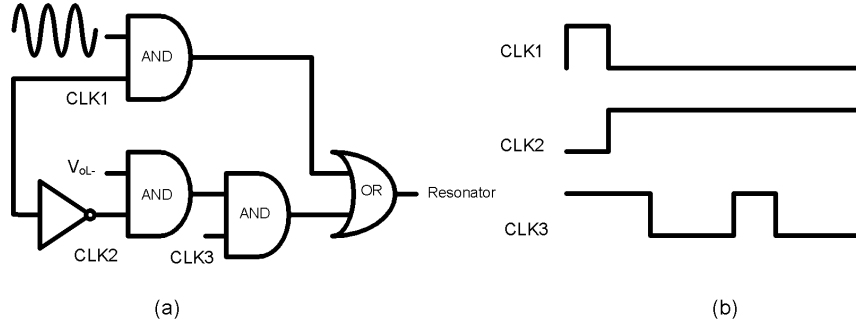 AND
CLK1
V_oL-
AND
CLK2
AND
CLK3
OR
Resonator
(a)
CLK1
CLK2
CLK3
(b)